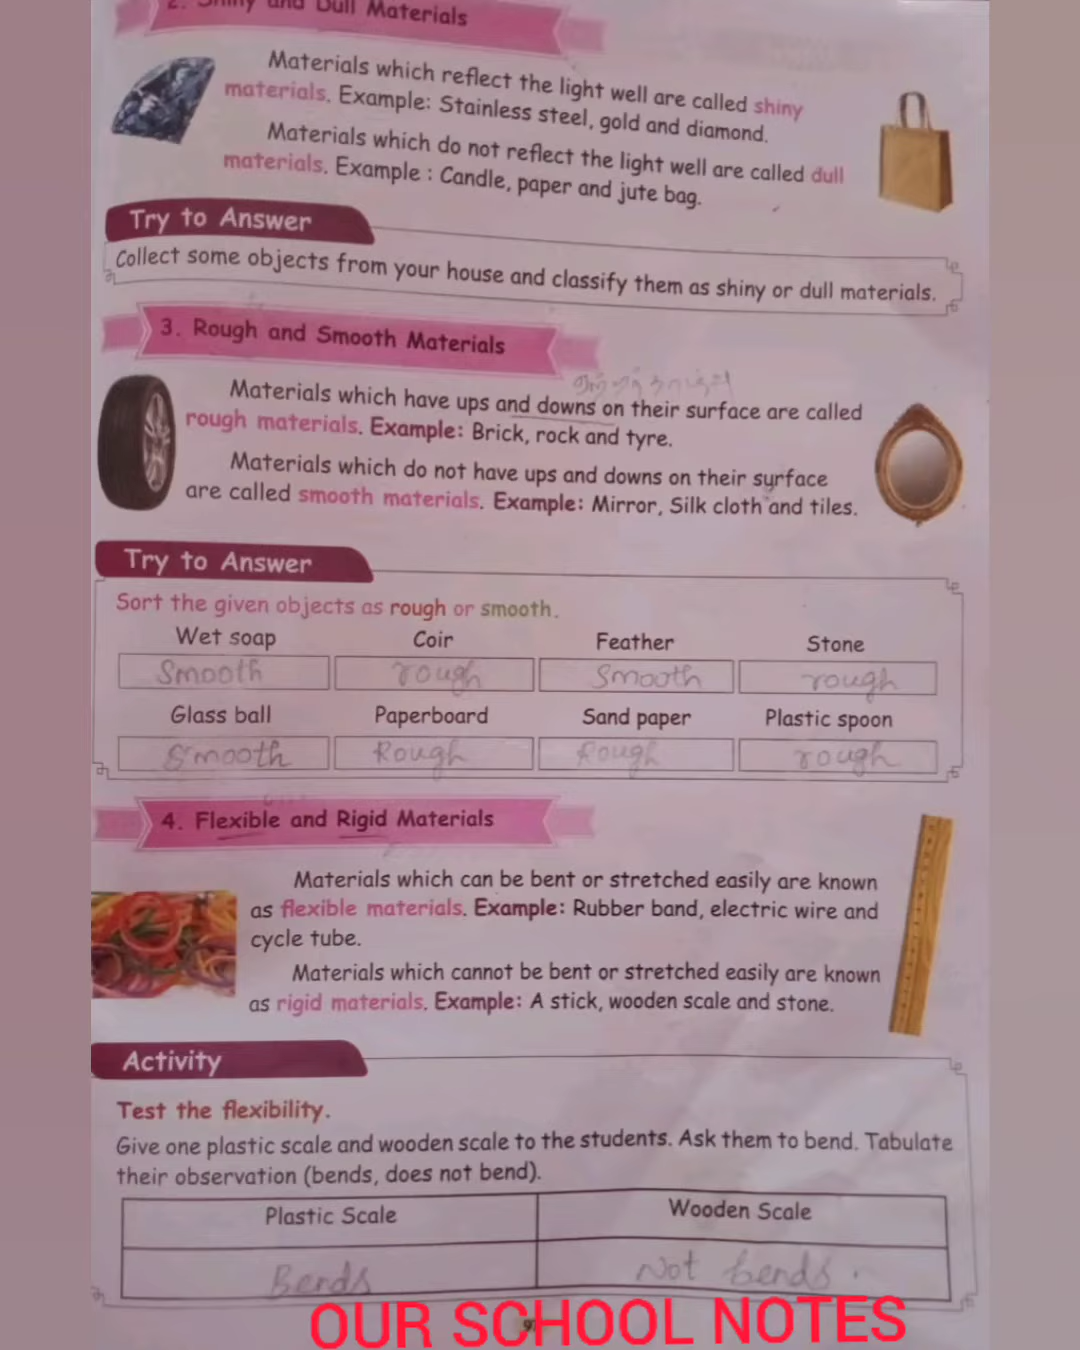 2. Shiny and Dull Materials
Materials which reflect the light well are called shiny
materials. Example: Stainless steel, gold and diamond.
Materials which do not reflect the light well are called dull
materials. Example : Candle, paper and jute bag.
Try to Answer
Collect some objects from your house and classify them as shiny or dull materials.
3. Rough and Smooth Materials
Materials which have ups and downs on their surface are called
rough materials. Example: Brick, rock and tyre.
Materials which do not have ups and downs on their surface
are called smooth materials. Example: Mirror, Silk cloth and tiles.
Try to Answer
Sort the given objects as rough or smooth.
Wet soap Coir Feather Stone
Smooth rough Smooth rough
Glass ball Paperboard Sand paper Plastic spoon
Smooth Rough Rough rough
4. Flexible and Rigid Materials
Materials which can be bent or stretched easily are known
as flexible materials. Example: Rubber band, electric wire and
cycle tube.
Materials which cannot be bent or stretched easily are known
as rigid materials. Example: A stick, wooden scale and stone.
Activity
Test the flexibility.
Give one plastic scale and wooden scale to the students. Ask them to bend. Tabulate
their observation (bends, does not bend).
Plastic Scale Wooden Scale
Bends Not bends.
OUR SCHOOL NOTES